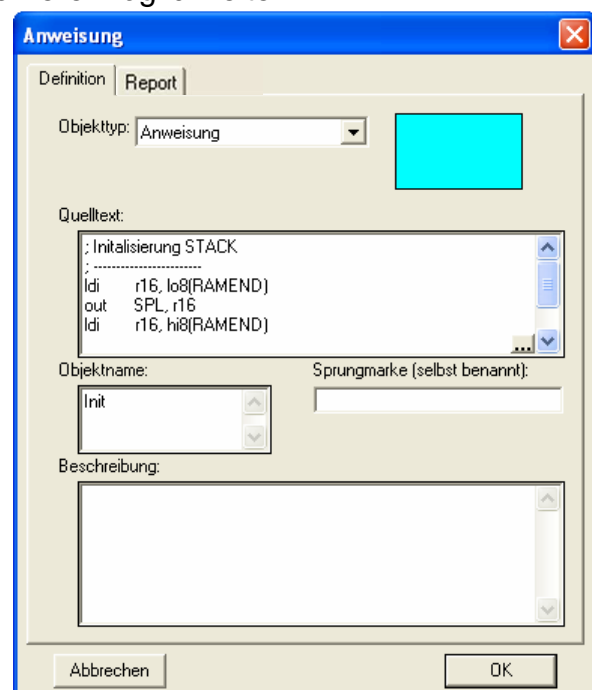 Anweisung
Definition Report
Objekttyp: Anweisung
Quelltext:
; Initalisierung STACK
; ------------------------
ldi r16, lo8(RAMEND)
out SPL, r16
ldi r16, hi8(RAMEND)
...
Objektname: Sprungmarke (selbst benannt):
Init
Beschreibung:
Abbrechen OK